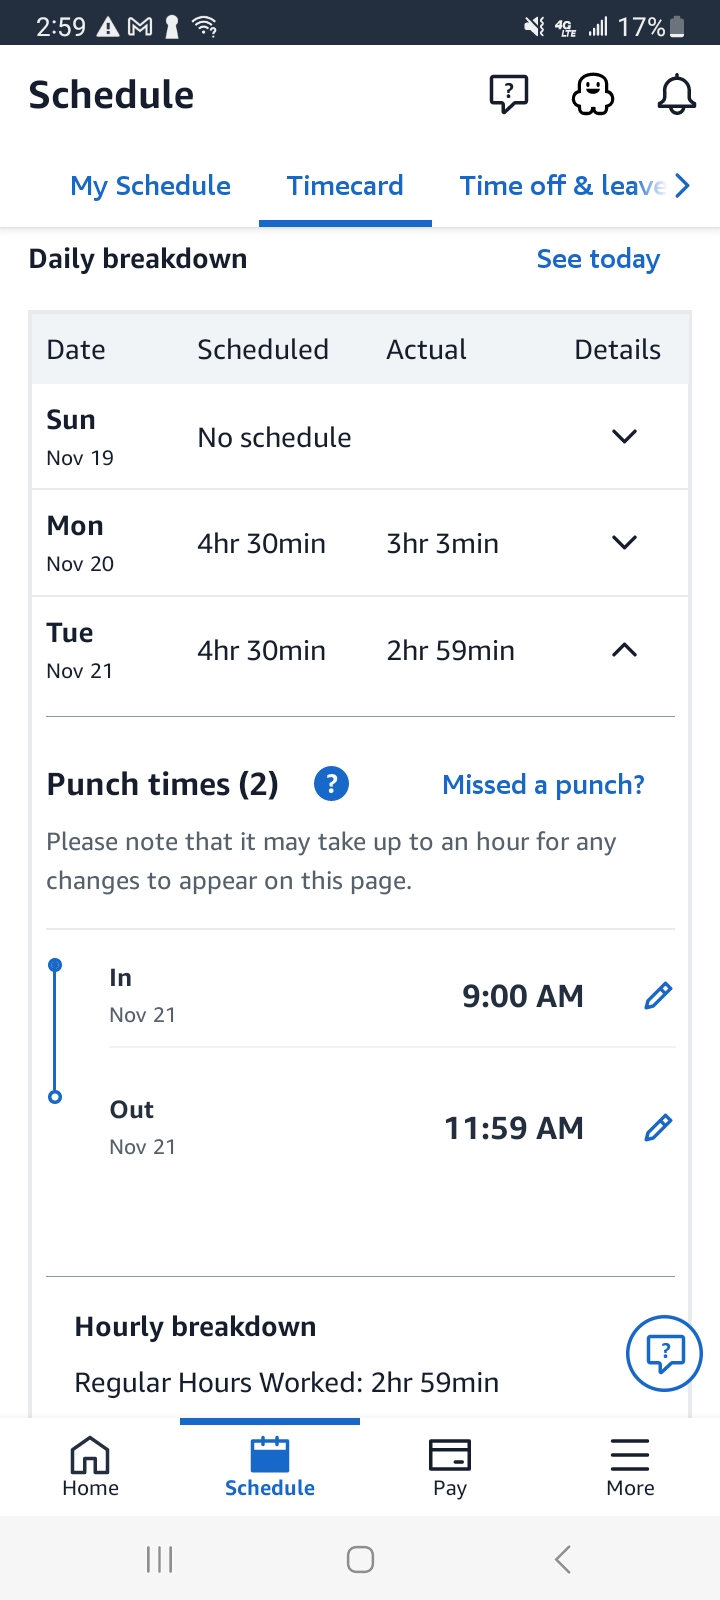 2:59 4G LTE 17%
Schedule
My Schedule Timecard Time off & leave
Daily breakdown See today
Date Scheduled Actual Details
Sun
Nov 19 No schedule
Mon
Nov 20 4hr 30min 3hr 3min
Tue
Nov 21 4hr 30min 2hr 59min
Punch times (2) ? Missed a punch?
Please note that it may take up to an hour for any
changes to appear on this page.
In
Nov 21 9:00 AM
Out
Nov 21 11:59 AM
Hourly breakdown
Regular Hours Worked: 2hr 59min
Home Schedule Pay More